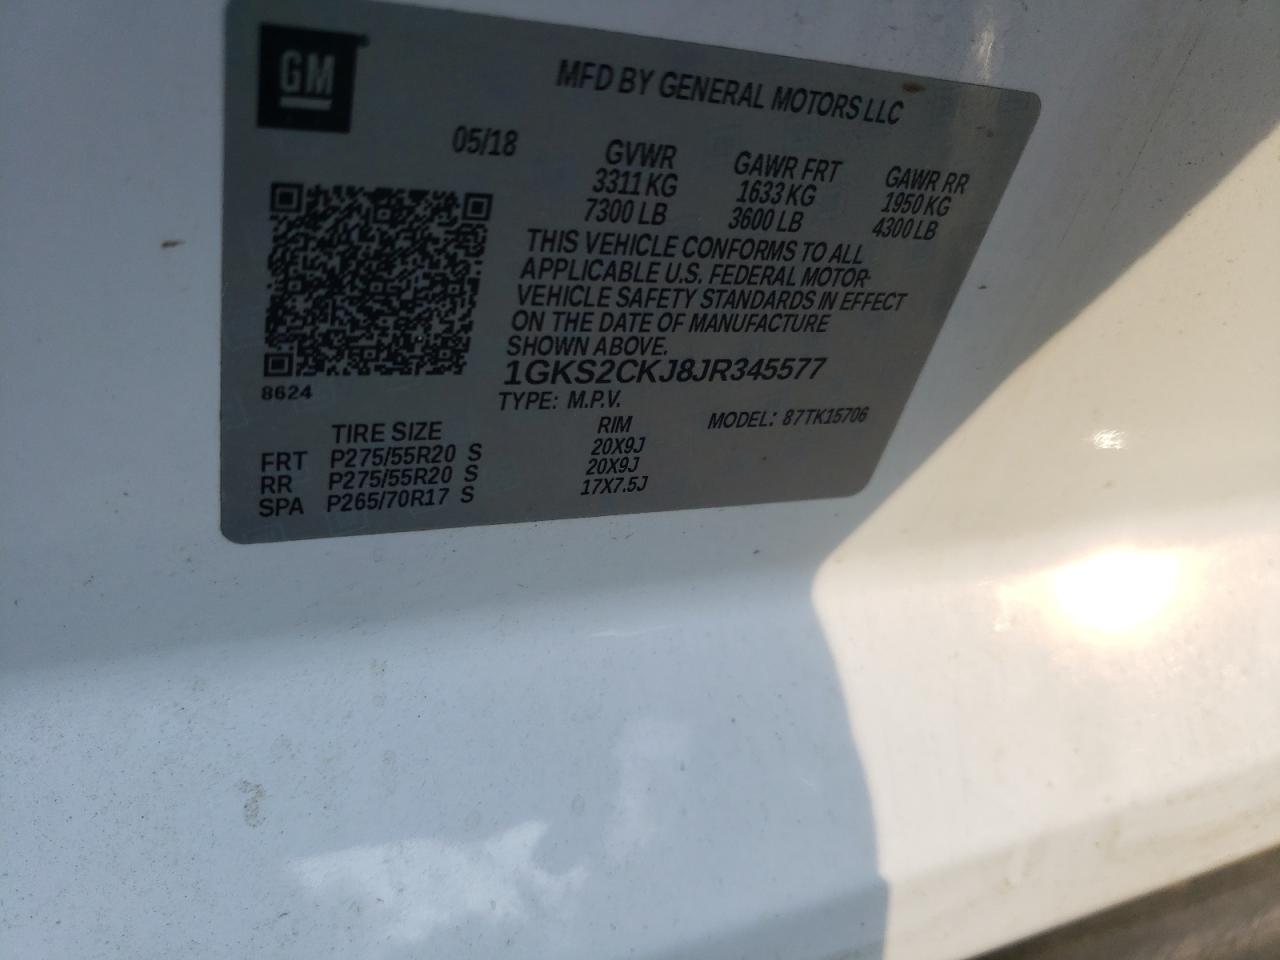 GM
MFD BY GENERAL MOTORS LLC
05/18
GVWR GAWR FRT GAWR RR
3311 KG 1633 KG 1950 KG
7300 LB 3600 LB 4300 LB
THIS VEHICLE CONFORMS TO ALL
APPLICABLE U.S. FEDERAL MOTOR-
VEHICLE SAFETY STANDARDS IN EFFECT
ON THE DATE OF MANUFACTURE
SHOWN ABOVE.
1GKS2CKJ8JR345577
8624
TYPE: M.P.V. MODEL: 87TK15706
TIRE SIZE RIM
FRT P275/55R20 S 20X9J
RR P275/55R20 S 20X9J
SPA P265/70R17 S 17X7.5J